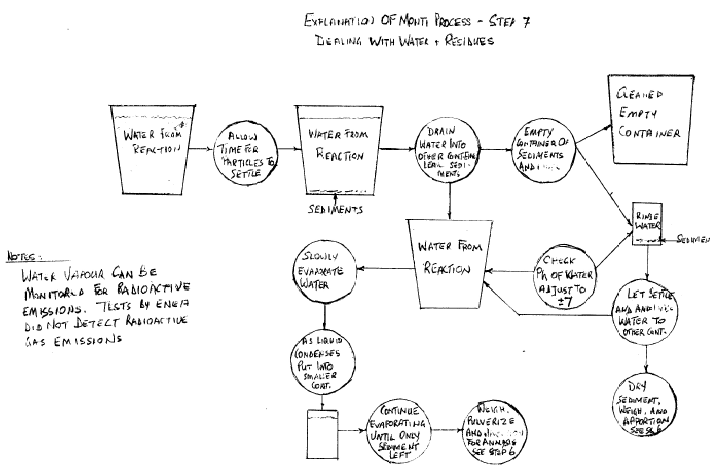 EXPLANATION OF MONTI PROCESS - STEP 7
DEALING WITH WATER + RESIDUES
WATER FROM
REACTION
ALLOW
TIME FOR
PARTICLES TO
SETTLE
WATER FROM
REACTION
SEDIMENTS
DRAIN
WATER INTO
OTHER
SEDI-
MENTS
EMPTY
CONTAINER OF
SEDIMENTS
AND
CLEANED
EMPTY
CONTAINER
RINSE
WATER
SEDIMEN
WATER FROM
REACTION
CHECK
PH OF WATER
ADJUST TO
±7
SLOWLY
EVAPORATE
WATER
LET SETTLE
AND
WATER TO
OTHER CONT.
NOTES:
WATER VAPOUR CAN BE
MONITORED FOR RADIOACTIVE
EMISSIONS. TESTS BY ENEA
DID NOT DETECT RADIOACTIVE
GAS EMISSIONS
AS LIQUID
CONDENSES
PUT INTO
SMALLER
CONT.
DRY
SEDIMENT,
WEIGH, AND
APPORTION
CONTINUE
EVAPORATING
UNTIL ONLY
SEDIMENT
LEFT
WEIGH,
PULVERIZE
AND
FOR
SEE STEP 6.